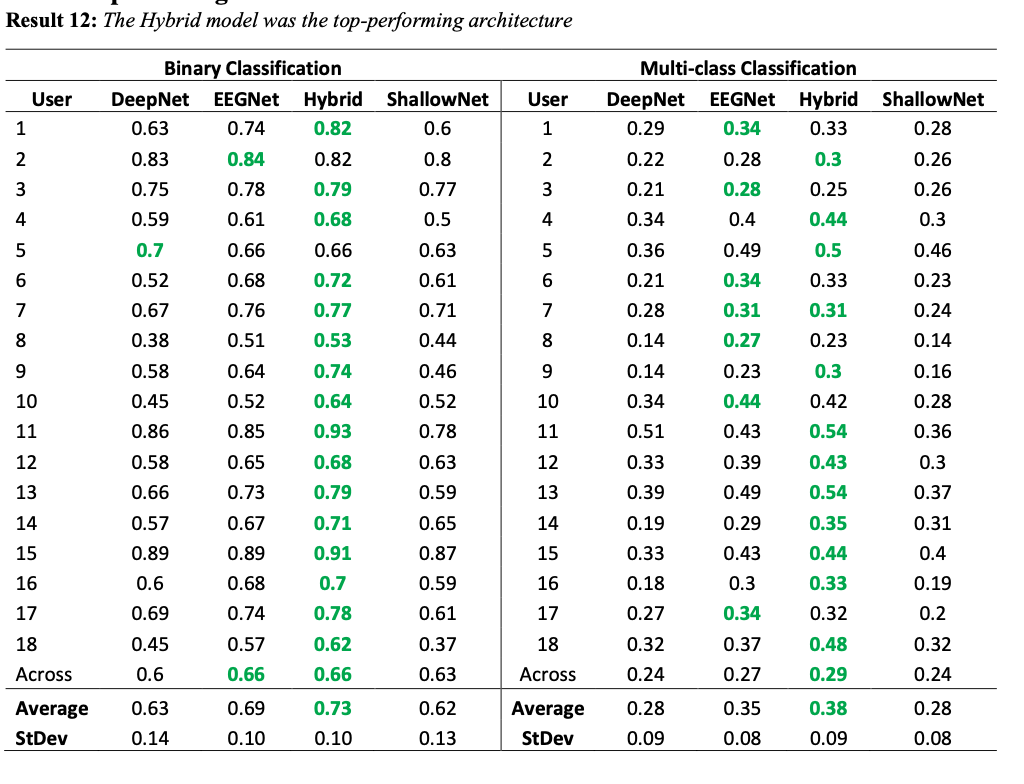 Result 12: The Hybrid model was the top-performing architecture
Binary Classification Multi-class Classification
User DeepNet EEGNet Hybrid ShallowNet User DeepNet EEGNet Hybrid ShallowNet
1 0.63 0.74 0.82 0.6 1 0.29 0.34 0.33 0.28
2 0.83 0.84 0.82 0.8 2 0.22 0.28 0.3 0.26
3 0.75 0.78 0.79 0.77 3 0.21 0.28 0.25 0.26
4 0.59 0.61 0.68 0.5 4 0.34 0.4 0.44 0.3
5 0.7 0.66 0.66 0.63 5 0.36 0.49 0.5 0.46
6 0.52 0.68 0.72 0.61 6 0.21 0.34 0.33 0.23
7 0.67 0.76 0.77 0.71 7 0.28 0.31 0.31 0.24
8 0.38 0.51 0.53 0.44 8 0.14 0.27 0.23 0.14
9 0.58 0.64 0.74 0.46 9 0.14 0.23 0.3 0.16
10 0.45 0.52 0.64 0.52 10 0.34 0.44 0.42 0.28
11 0.86 0.85 0.93 0.78 11 0.51 0.43 0.54 0.36
12 0.58 0.65 0.68 0.63 12 0.33 0.39 0.43 0.3
13 0.66 0.73 0.79 0.59 13 0.39 0.49 0.54 0.37
14 0.57 0.67 0.71 0.65 14 0.19 0.29 0.35 0.31
15 0.89 0.89 0.91 0.87 15 0.33 0.43 0.44 0.4
16 0.6 0.68 0.7 0.59 16 0.18 0.3 0.33 0.19
17 0.69 0.74 0.78 0.61 17 0.27 0.34 0.32 0.2
18 0.45 0.57 0.62 0.37 18 0.32 0.37 0.48 0.32
Across 0.6 0.66 0.66 0.63 Across 0.24 0.27 0.29 0.24
Average 0.63 0.69 0.73 0.62 Average 0.28 0.35 0.38 0.28
StDev 0.14 0.10 0.10 0.13 StDev 0.09 0.08 0.09 0.08